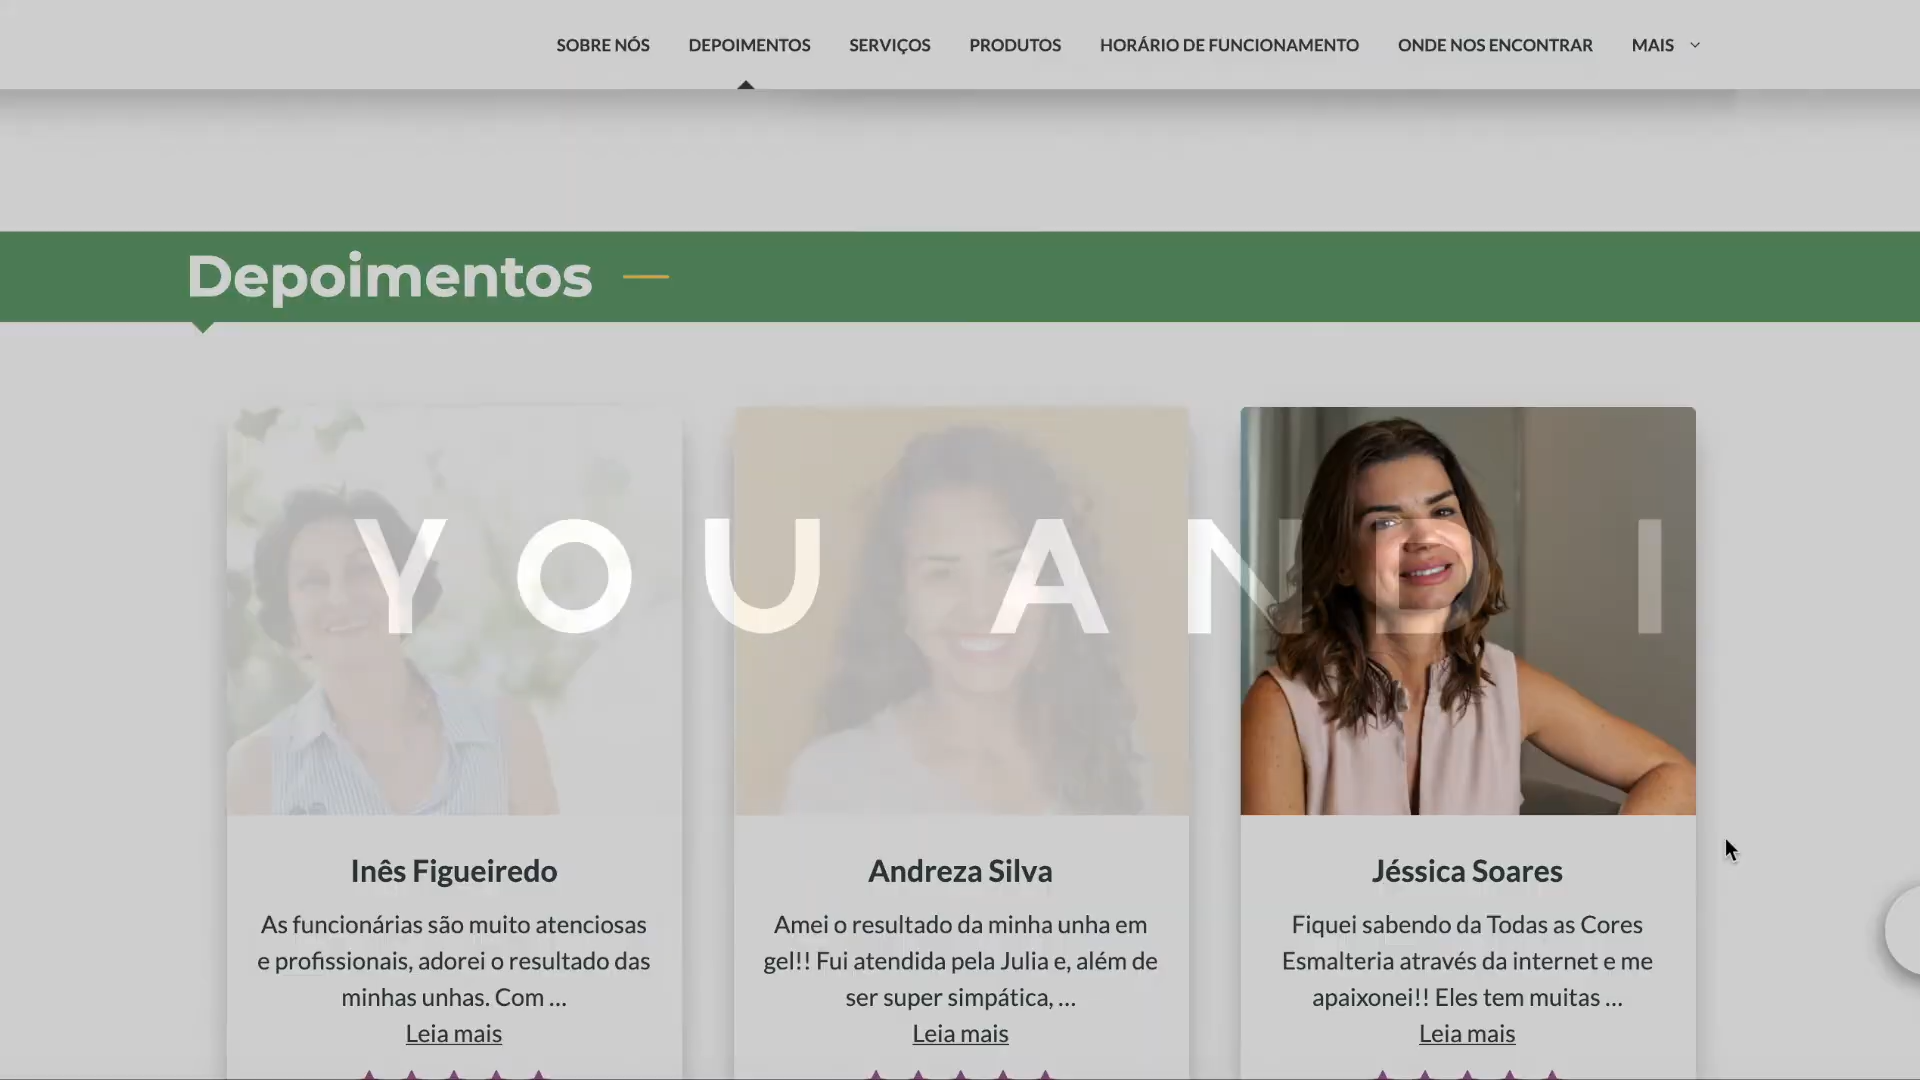 SOBRE NÓS DEPOIMENTOS SERVIÇOS PRODUTOS HORÁRIO DE FUNCIONAMENTO ONDE NOS ENCONTRAR MAIS
Depoimentos
YOU AND I
Inês Figueiredo
As funcionárias são muito atenciosas
e profissionais, adorei o resultado das
minhas unhas. Com ...
Leia mais
Andreza Silva
Amei o resultado da minha unha em
gel!! Fui atendida pela Julia e, além de
ser super simpática, ...
Leia mais
Jéssica Soares
Fiquei sabendo da Todas as Cores
Esmalteria através da internet e me
apaixonei!! Eles tem muitas ...
Leia mais